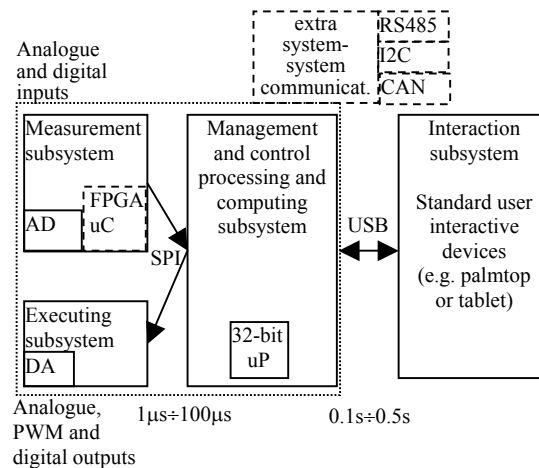 extra
system-
system
communicat.
RS485
I2C
CAN
Analogue
and digital
inputs
Measurement
subsystem
FPGA
uC
AD
SPI
Executing
subsystem
DA
Management
and control
processing and
computing
subsystem
32-bit
uP
USB
Interaction
subsystem
Standard user
interactive
devices
(e.g. palmtop
or tablet)
Analogue,
PWM and
digital outputs
1μs÷100μs
0.1s÷0.5s